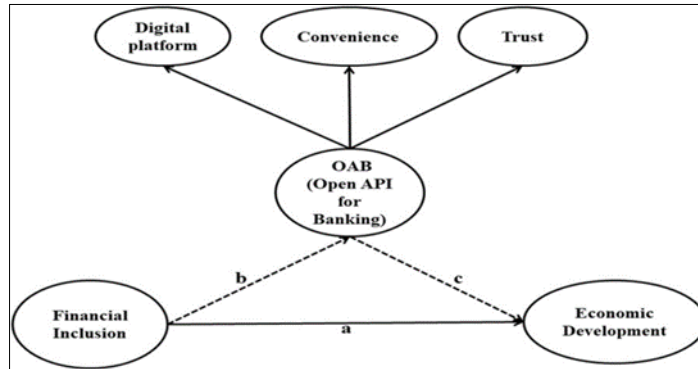 Digital
platform
Convenience
Trust
OAB
(Open API
for
Banking)
b
c
Financial
Inclusion
a
Economic
Development